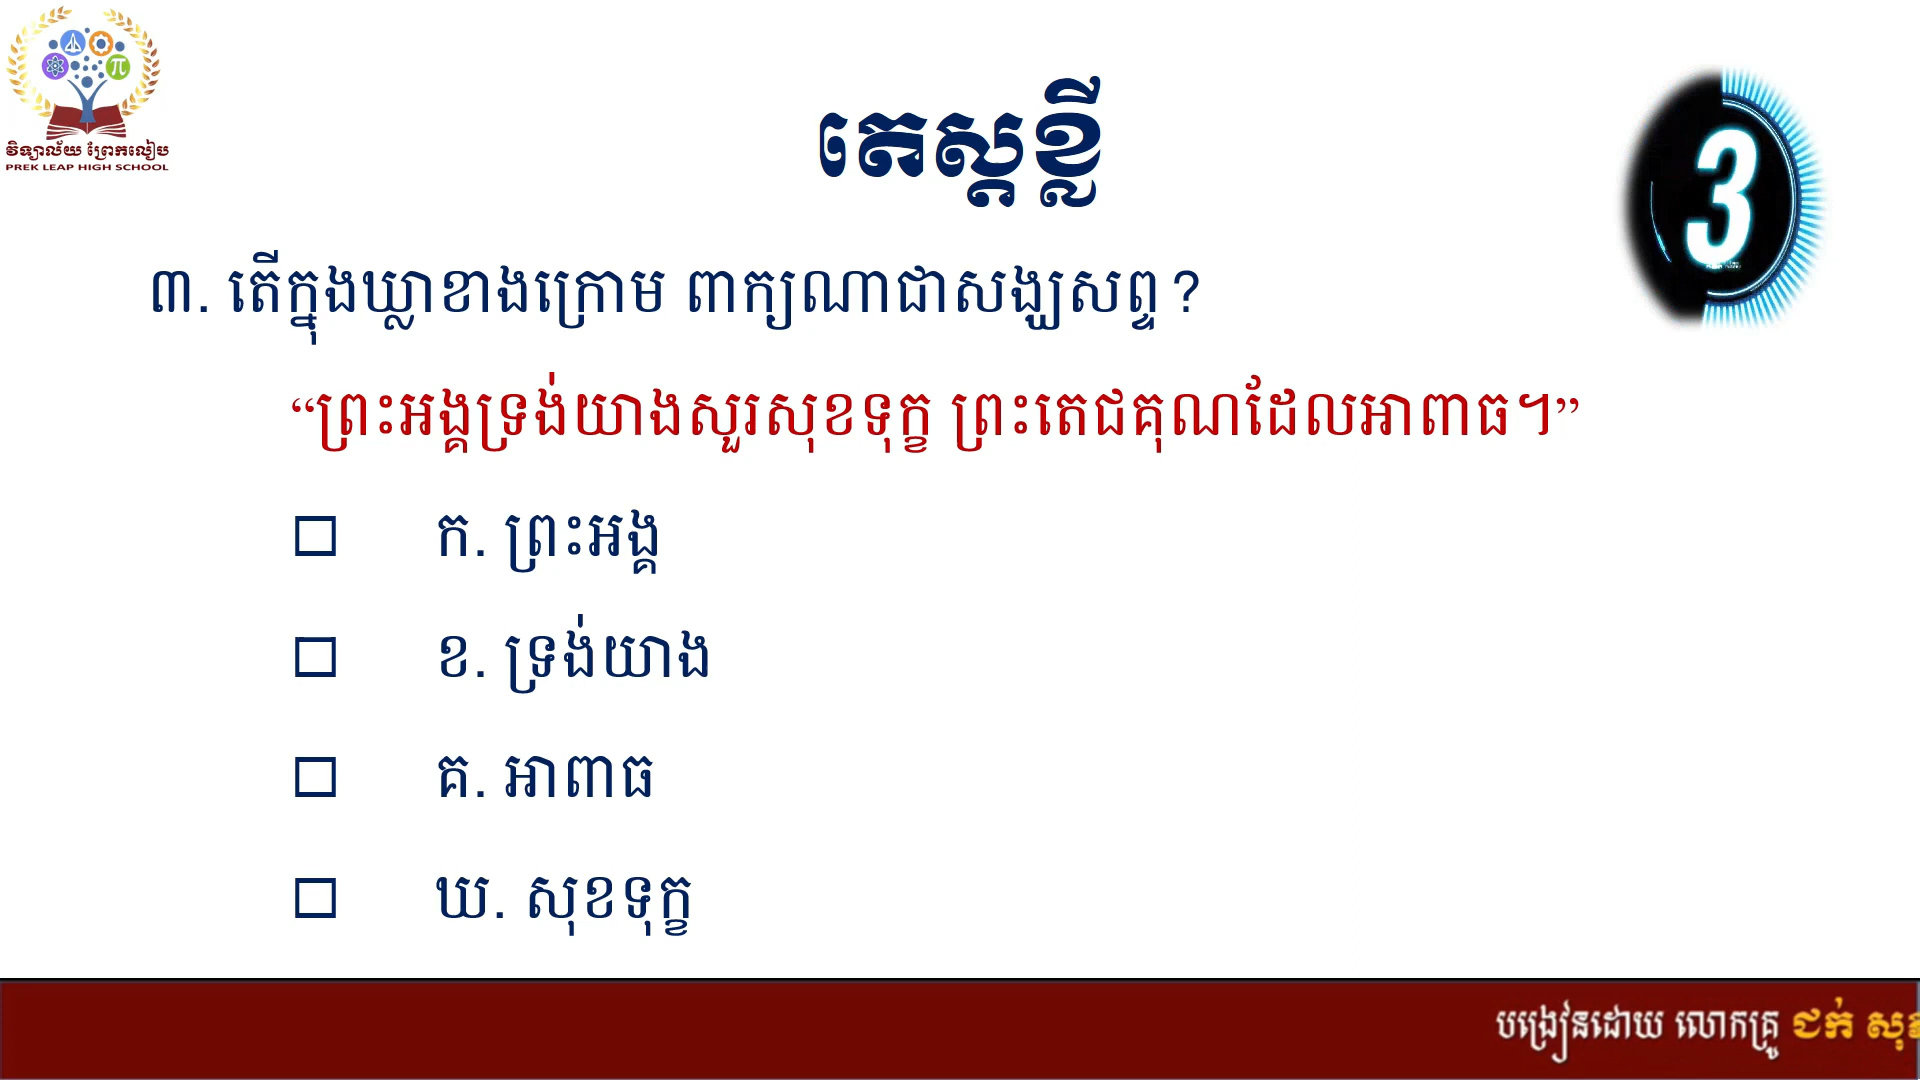 វិទ្យាល័យ ព្រែកលៀប
PREK LEAP HIGH SCHOOL
តេស្តខ្លី
3
៣. តើក្នុងឃ្លាខាងក្រោម ពាក្យណាជាសង្ឃសព្ទ?
“ព្រះអង្គទ្រង់យាងសួរសុខទុក្ខ ព្រះតេជគុណដែលអាពាធ។”
☐ ក. ព្រះអង្គ
☐ ខ. ទ្រង់យាង
☐ គ. អាពាធ
☐ ឃ. សុខទុក្ខ
បង្រៀនដោយ លោកគ្រូ ជក់